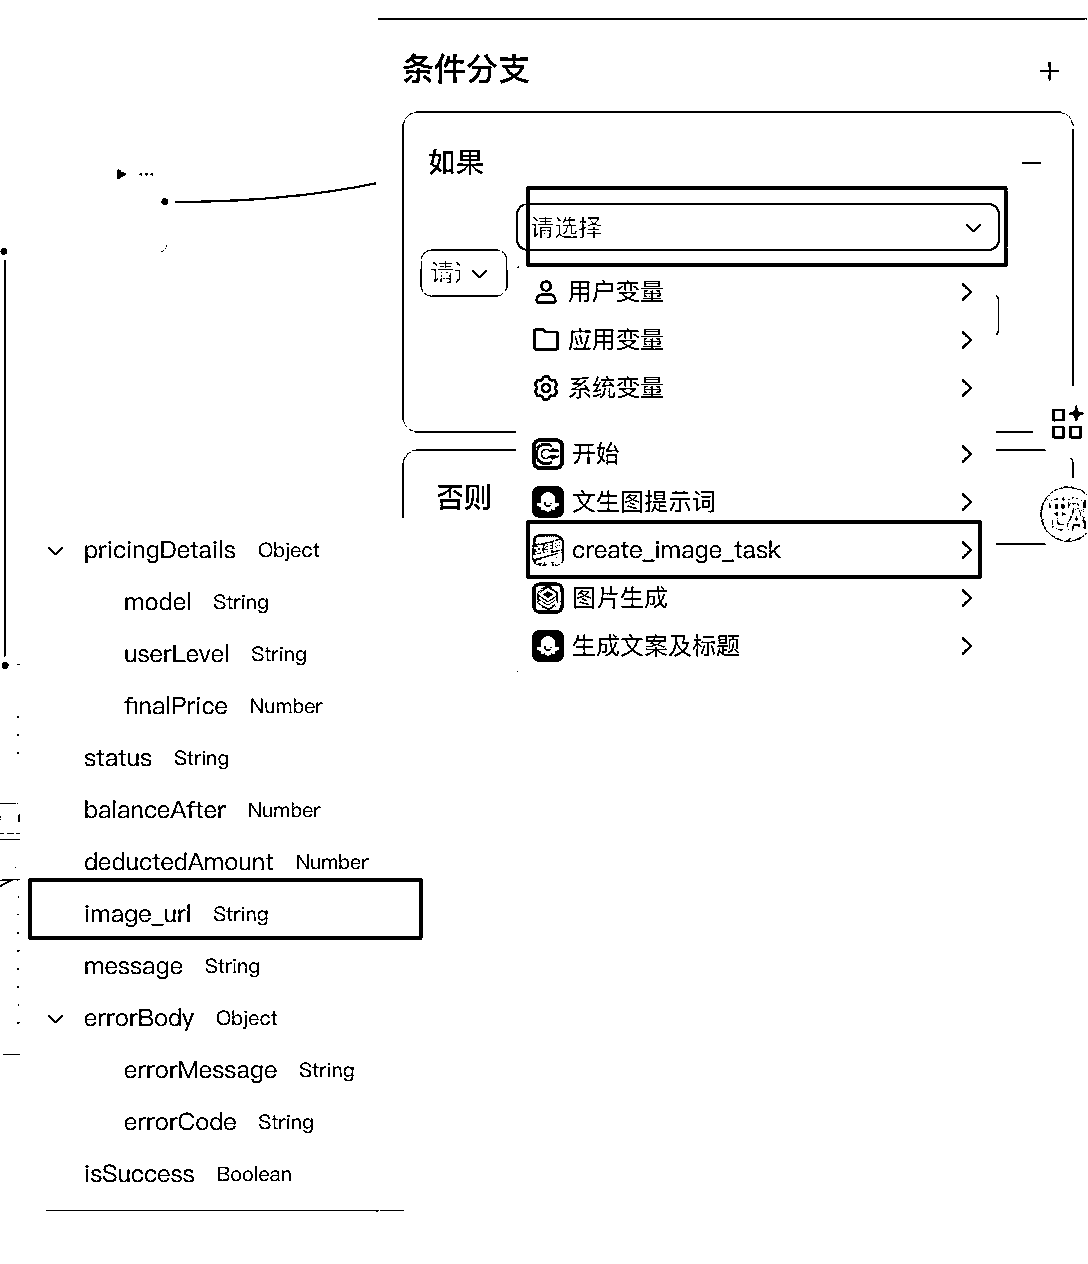 条件分支
如果
请选择
请
用户变量
应用变量
系统变量
开始
文生图提示词
create_image_task
图片生成
生成文案及标题
否则
pricingDetails Object
model String
userLevel String
finalPrice Number
status String
balanceAfter Number
deductedAmount Number
image_url String
message String
errorBody Object
errorMessage String
errorCode String
isSuccess Boolean